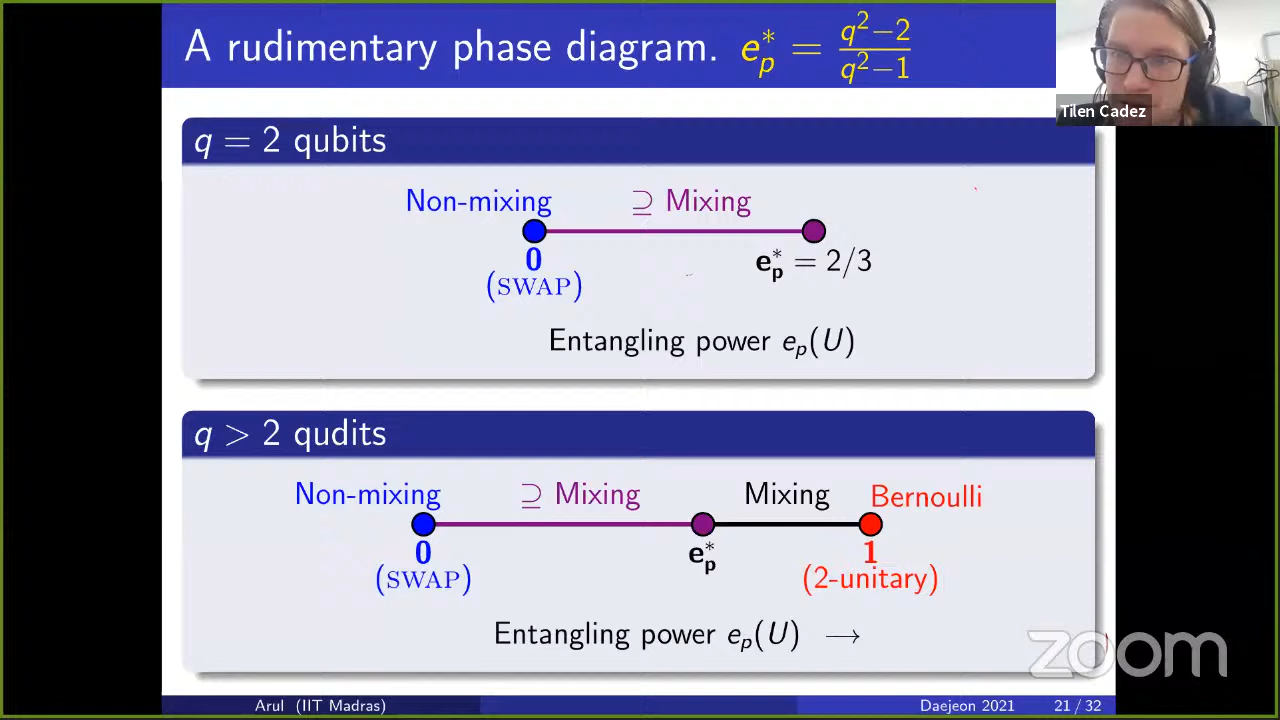 A rudimentary phase diagram. e*p = q²−2 / q²−1
Tilen Cadez
q = 2 qubits
Non-mixing ⊇ Mixing
0 e*p = 2/3
(SWAP)
Entangling power ep(U)
q > 2 qudits
Non-mixing ⊇ Mixing Mixing Bernoulli
0 e*p 1
(SWAP) (2-unitary)
Entangling power ep(U) →
zoom
Arul (IIT Madras) Daejeon 2021 21 / 32